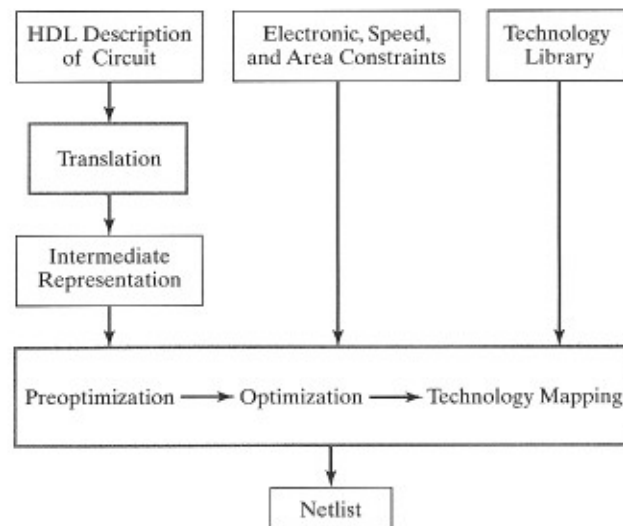 HDL Description
of Circuit
Electronic, Speed,
and Area Constraints
Technology
Library
Translation
Intermediate
Representation
Preoptimization
Optimization
Technology Mapping
Netlist